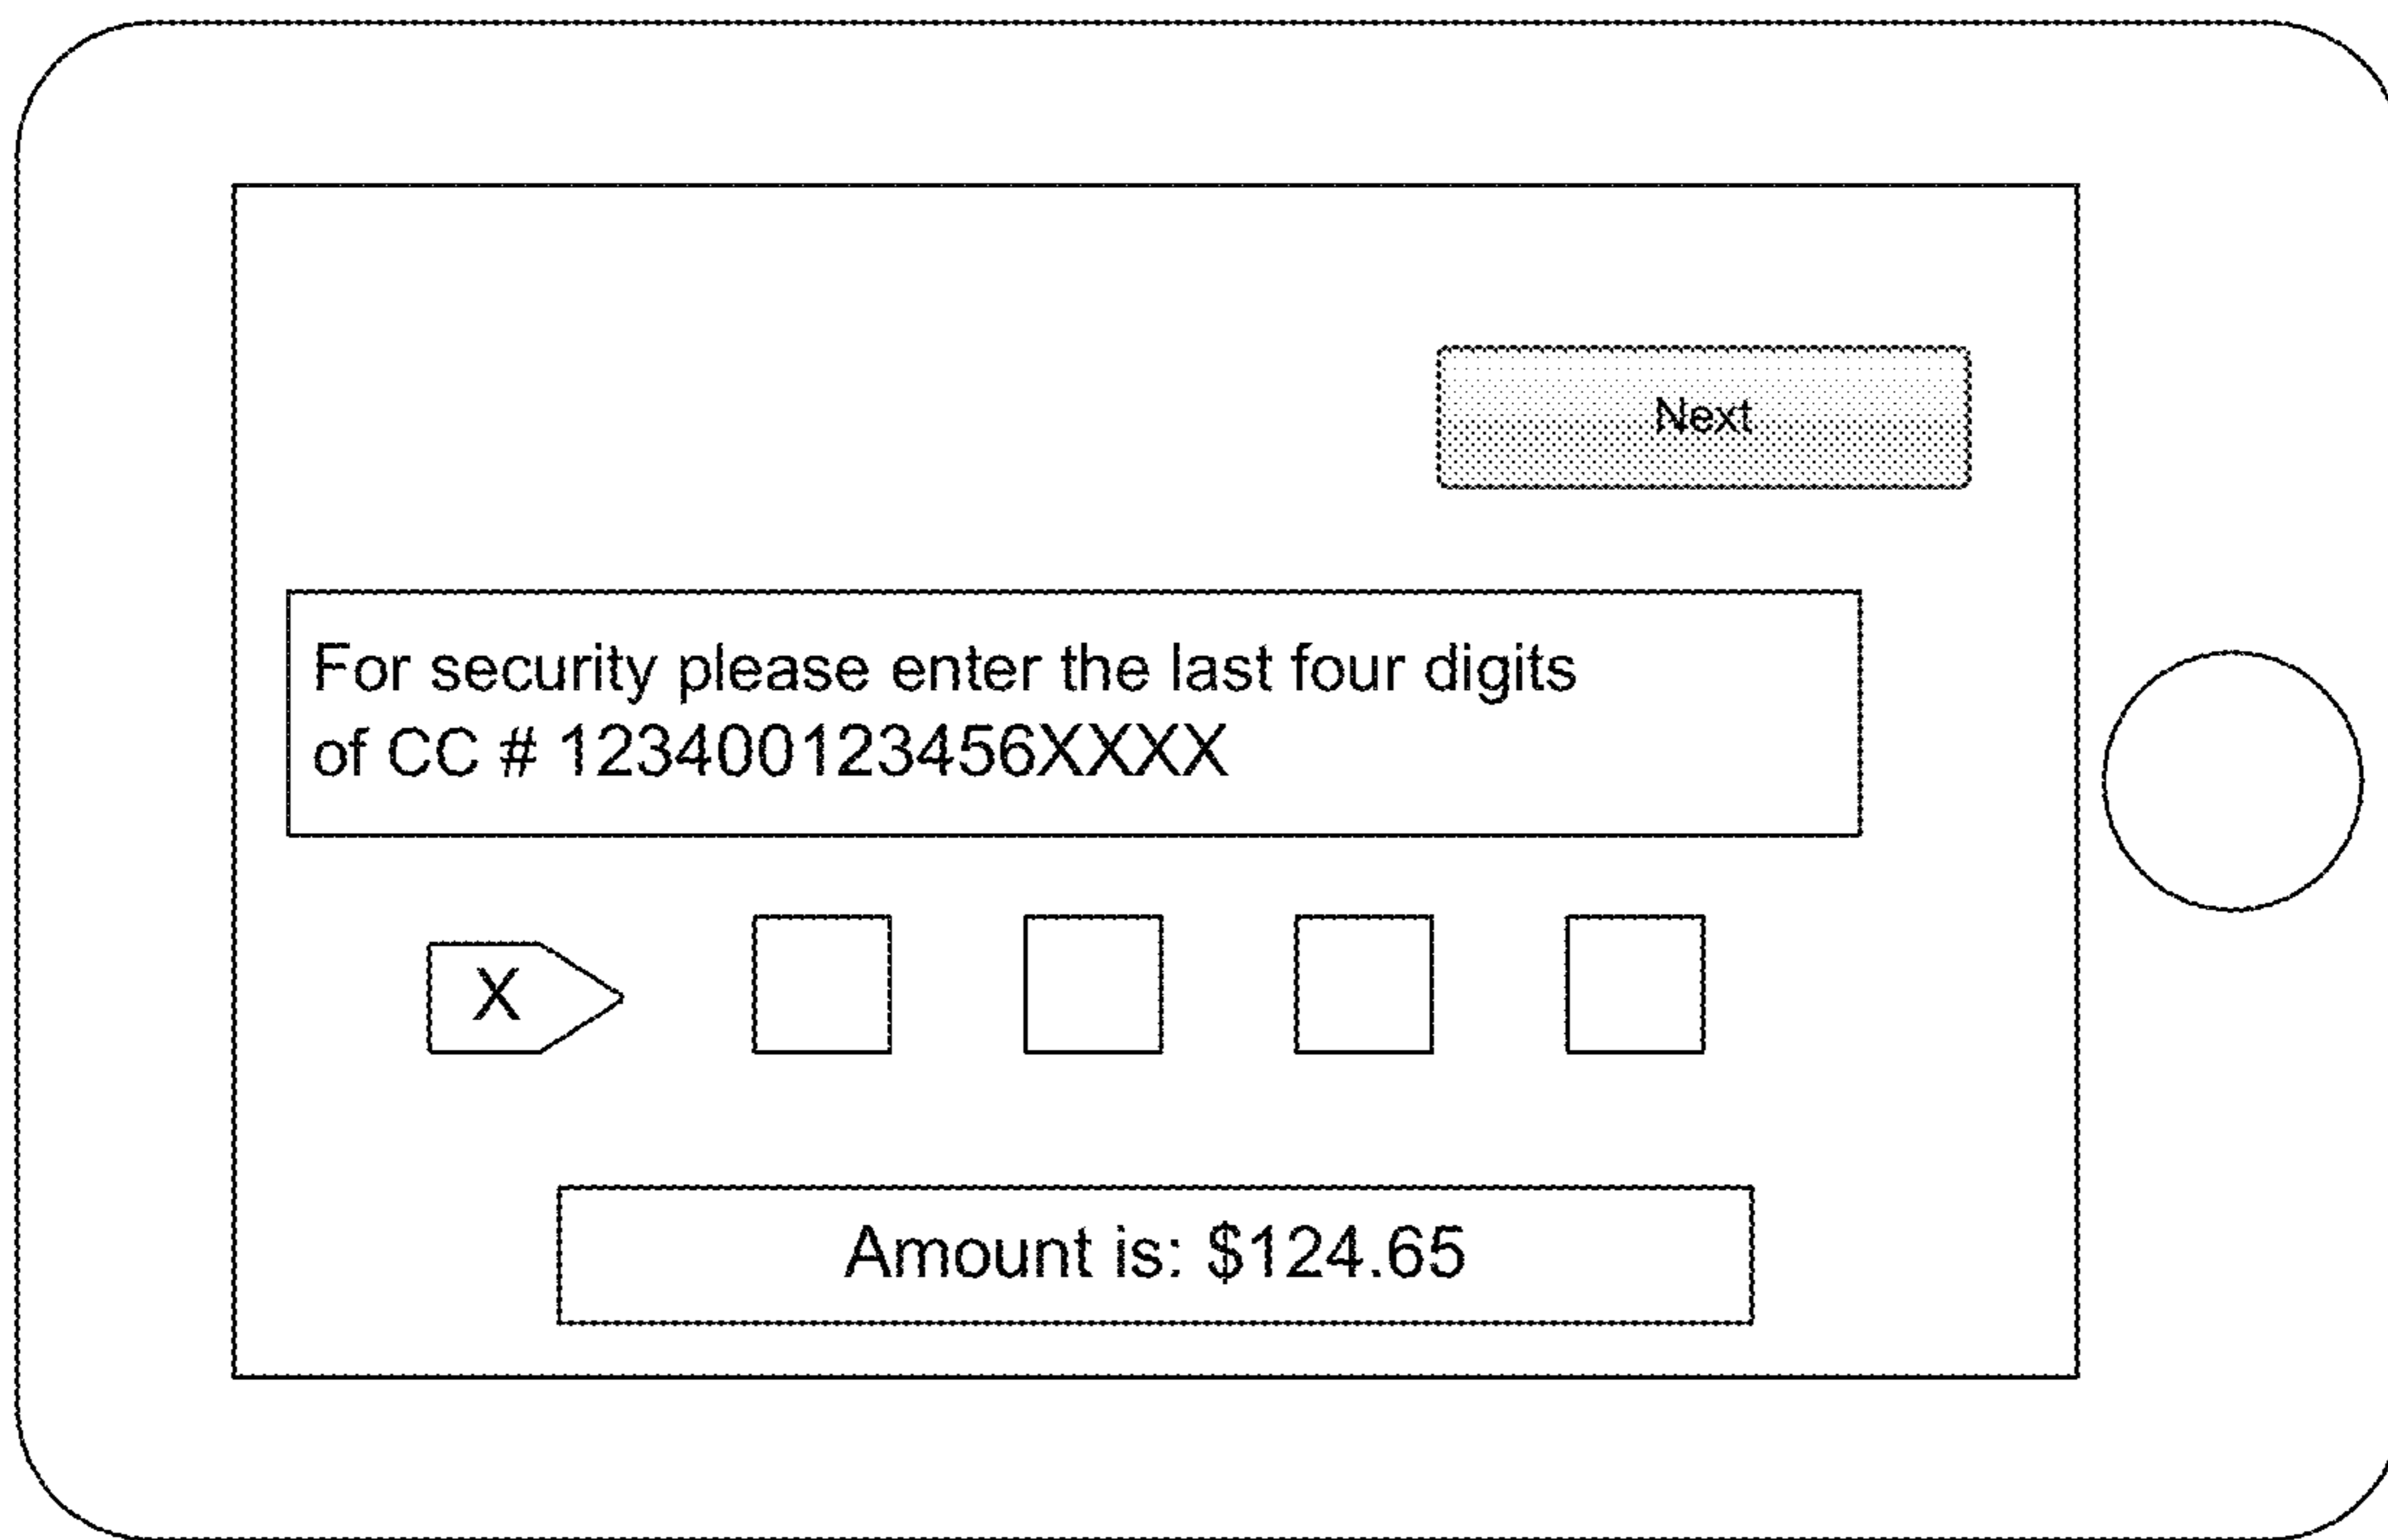 Next
For security please enter the last four digits
of CC # 123400123456XXXX
X
Amount is: $124.65